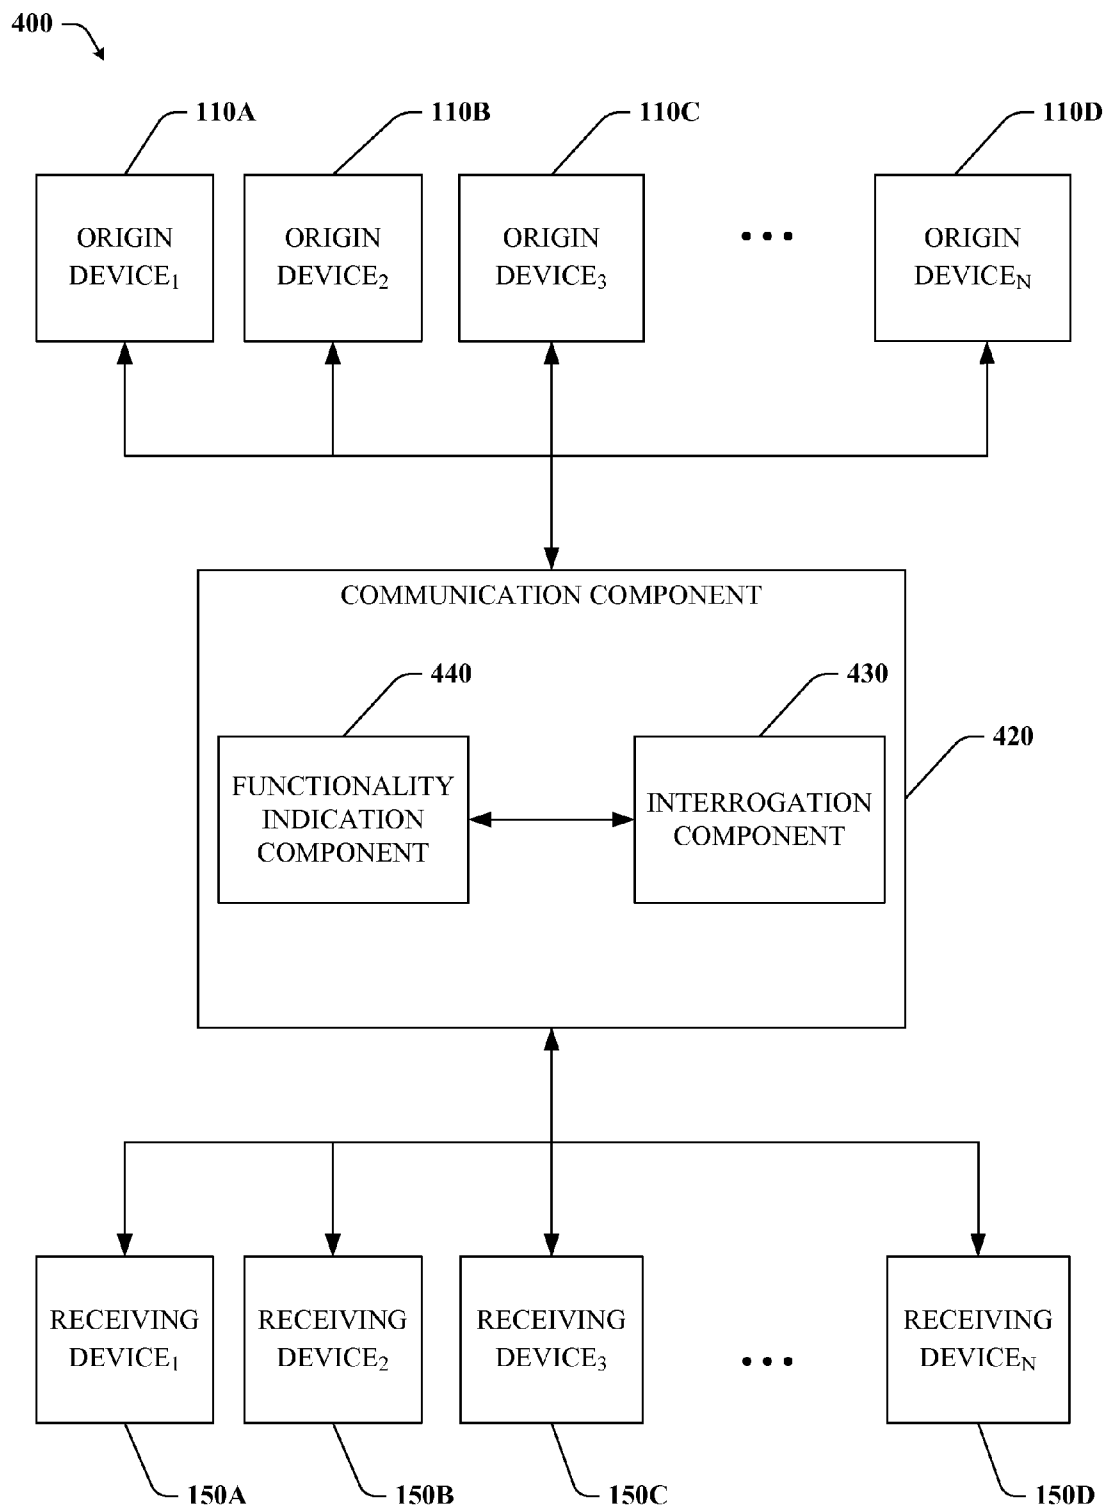 400
110A
110B
110C
110D
ORIGIN
DEVICE1
ORIGIN
DEVICE2
ORIGIN
DEVICE3
...
ORIGIN
DEVICEN
COMMUNICATION COMPONENT
440
430
420
FUNCTIONALITY
INDICATION
COMPONENT
INTERROGATION
COMPONENT
RECEIVING
DEVICE1
RECEIVING
DEVICE2
RECEIVING
DEVICE3
...
RECEIVING
DEVICEN
150A
150B
150C
150D